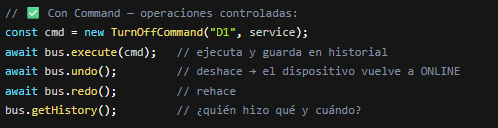 // ✅ Con Command — operaciones controladas:
const cmd = new TurnOffCommand("D1", service);
await bus.execute(cmd);   // ejecuta y guarda en historial
await bus.undo();         // deshace → el dispositivo vuelve a ONLINE
await bus.redo();         // rehace
bus.getHistory();         // ¿quién hizo qué y cuándo?